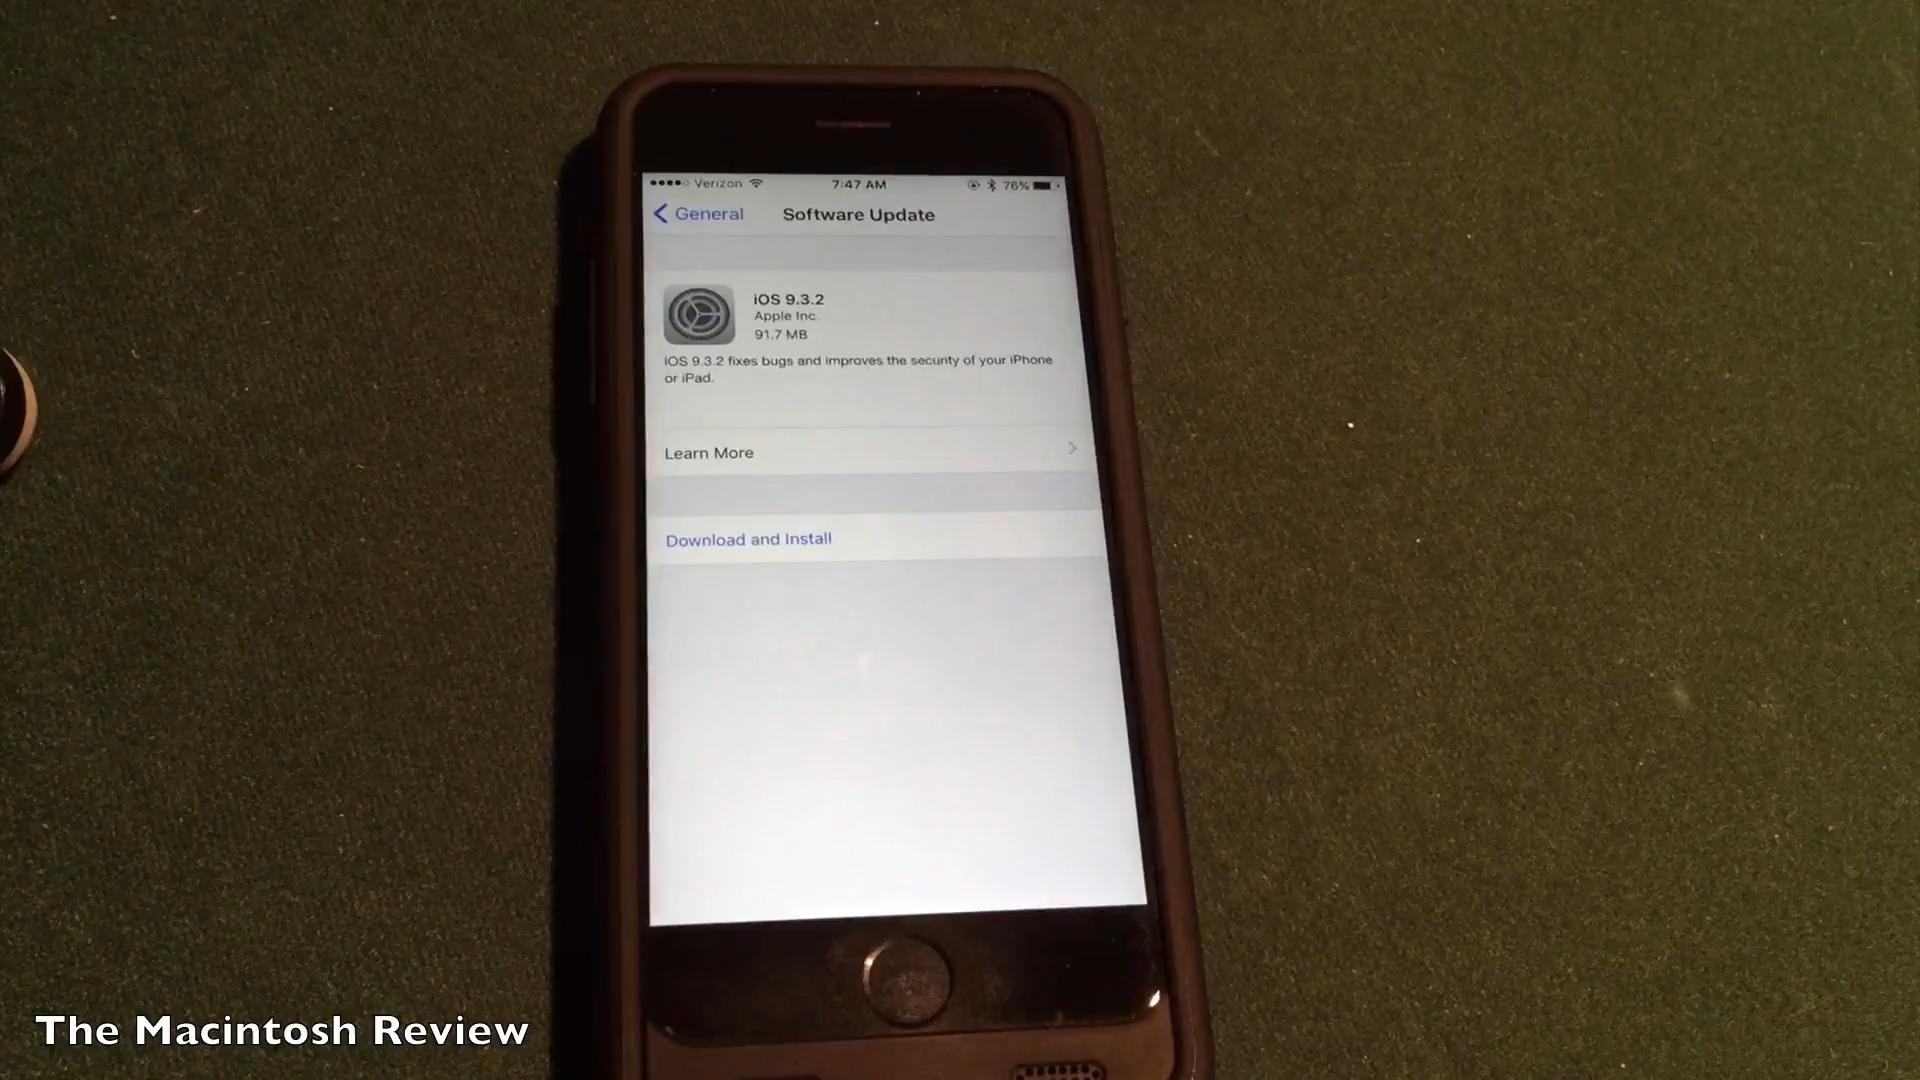 Verizon 7:47 AM 76%
General Software Update
iOS 9.3.2
Apple Inc.
91.7 MB
iOS 9.3.2 fixes bugs and improves the security of your iPhone
or iPad.
Learn More
Download and Install
The Macintosh Review